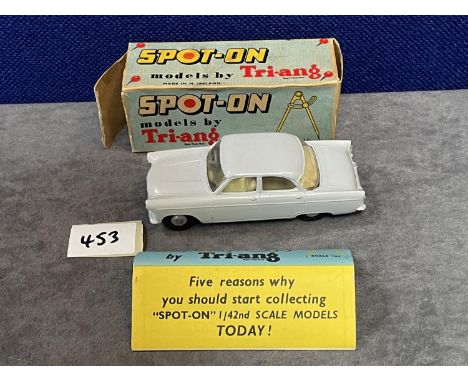 SPOT-ON
models by Tri-ang
MADE IN N. IRELAND
SPOT-ON
models by
Tri-ang
453
by Tri-ang
Five reasons why
you should start collecting
"SPOT-ON" 1/42nd SCALE MODELS
TODAY!